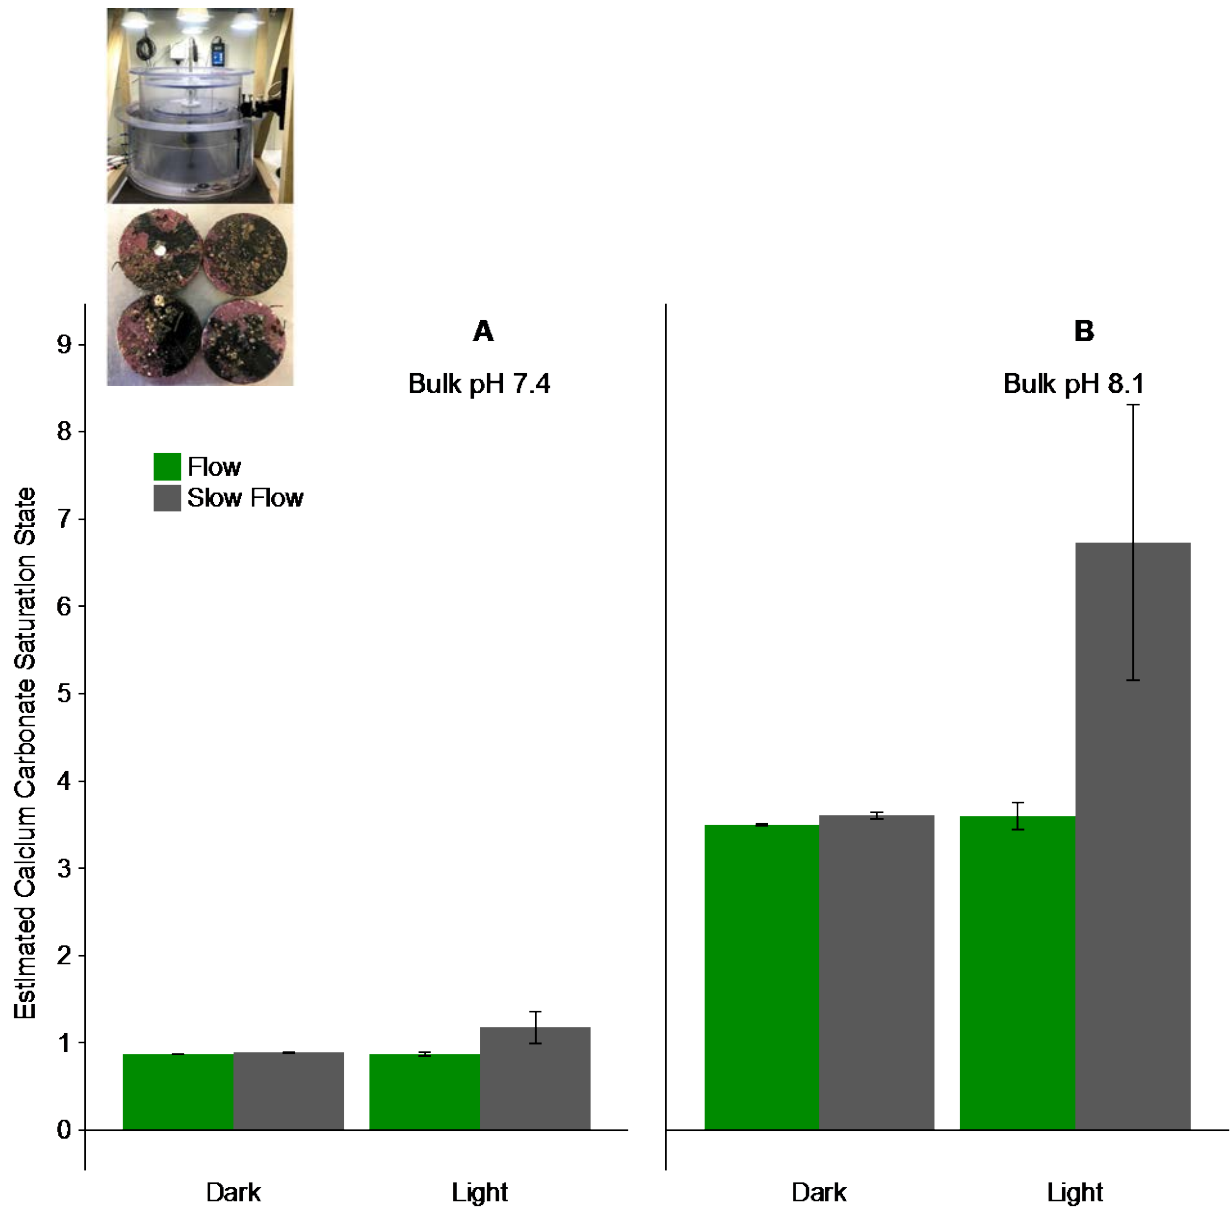 A
Bulk pH 7.4
Flow
Slow Flow
Estimated Calcium Carbonate Saturation State
9
8
7
6
5
4
3
2
1
0
Dark
Light
B
Bulk pH 8.1
Dark
Light